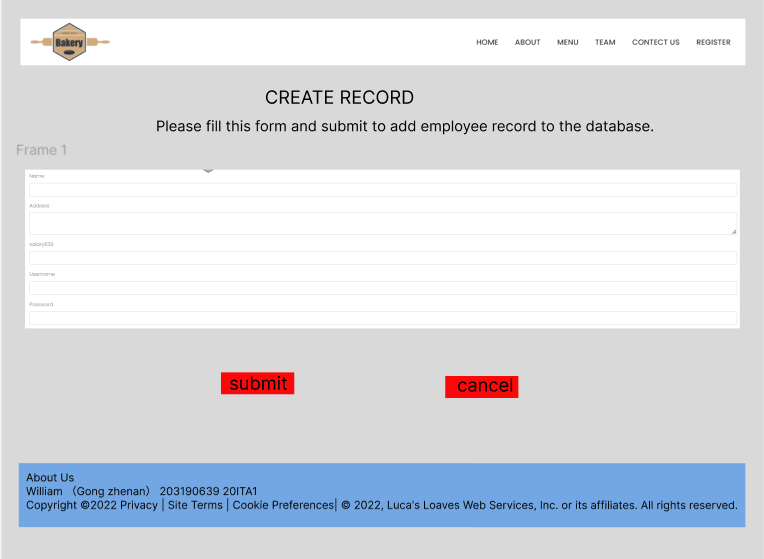 Bakery
HOME ABOUT MENU TEAM CONTECT US REGISTER
CREATE RECORD
Please fill this form and submit to add employee record to the database.
Frame 1
Name
Address
salary639
Username
Password
submit cancel
About Us
William （Gong zhenan） 203190639 20ITA1
Copyright ©2022 Privacy | Site Terms | Cookie Preferences| © 2022, Luca's Loaves Web Services, Inc. or its affiliates. All rights reserved.